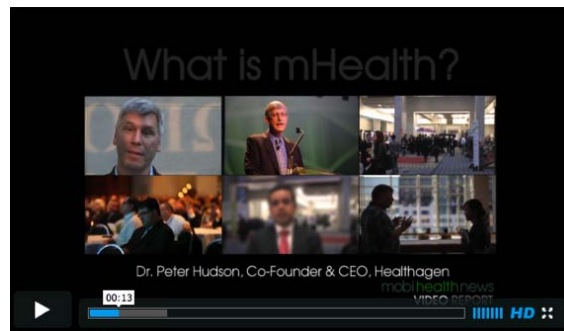 What is mHealth?
Dr. Peter Hudson, Co-Founder & CEO, Healthagen
mobihealthnews
VIDEO REPORT
00:13
HD